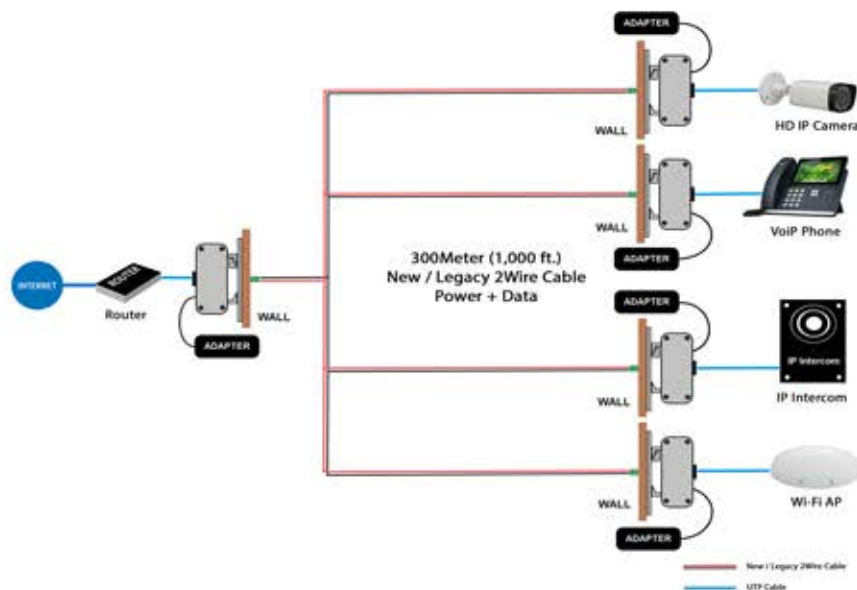 ADAPTER
WALL
HD IP Camera
WALL
VoiP Phone
ADAPTER
300Meter (1,000 ft.)
New / Legacy 2Wire Cable
Power + Data
INTERNET
ROUTER
Router
WALL
ADAPTER
ADAPTER
IP Intercom
WALL
IP Intercom
WALL
Wi-Fi AP
ADAPTER
New / Legacy 2Wire Cable
UTP Cable